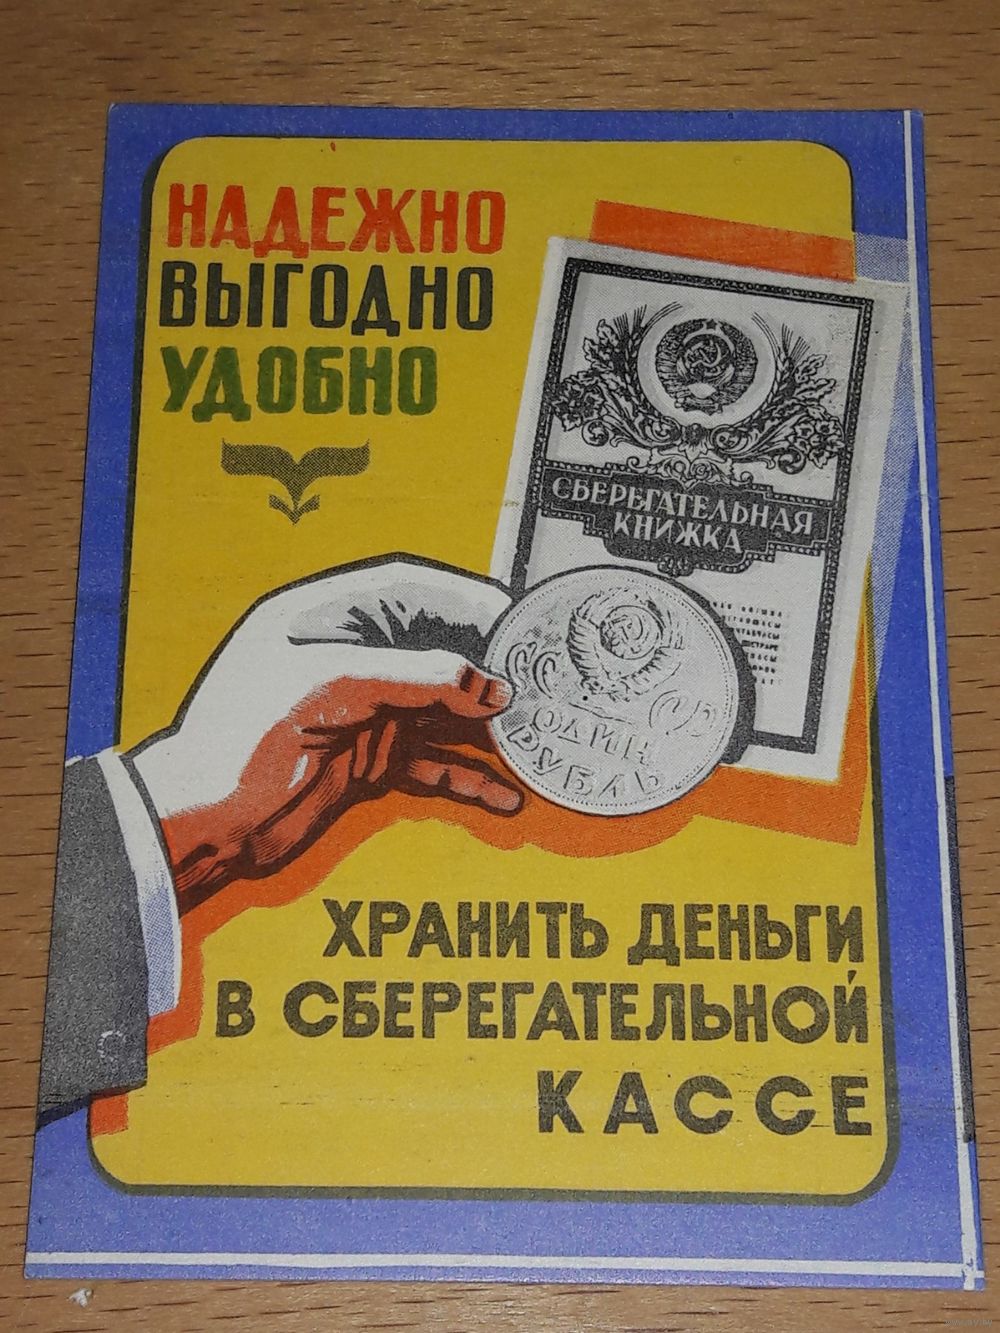 НАДЕЖНО
ВЫГОДНО
УДОБНО
СБЕРЕГАТЕЛЬНАЯ
КНИЖКА
ОДИН
РУБЛЬ
ХРАНИТЬ ДЕНЬГИ
В СБЕРЕГАТЕЛЬНОЙ
КАССЕ